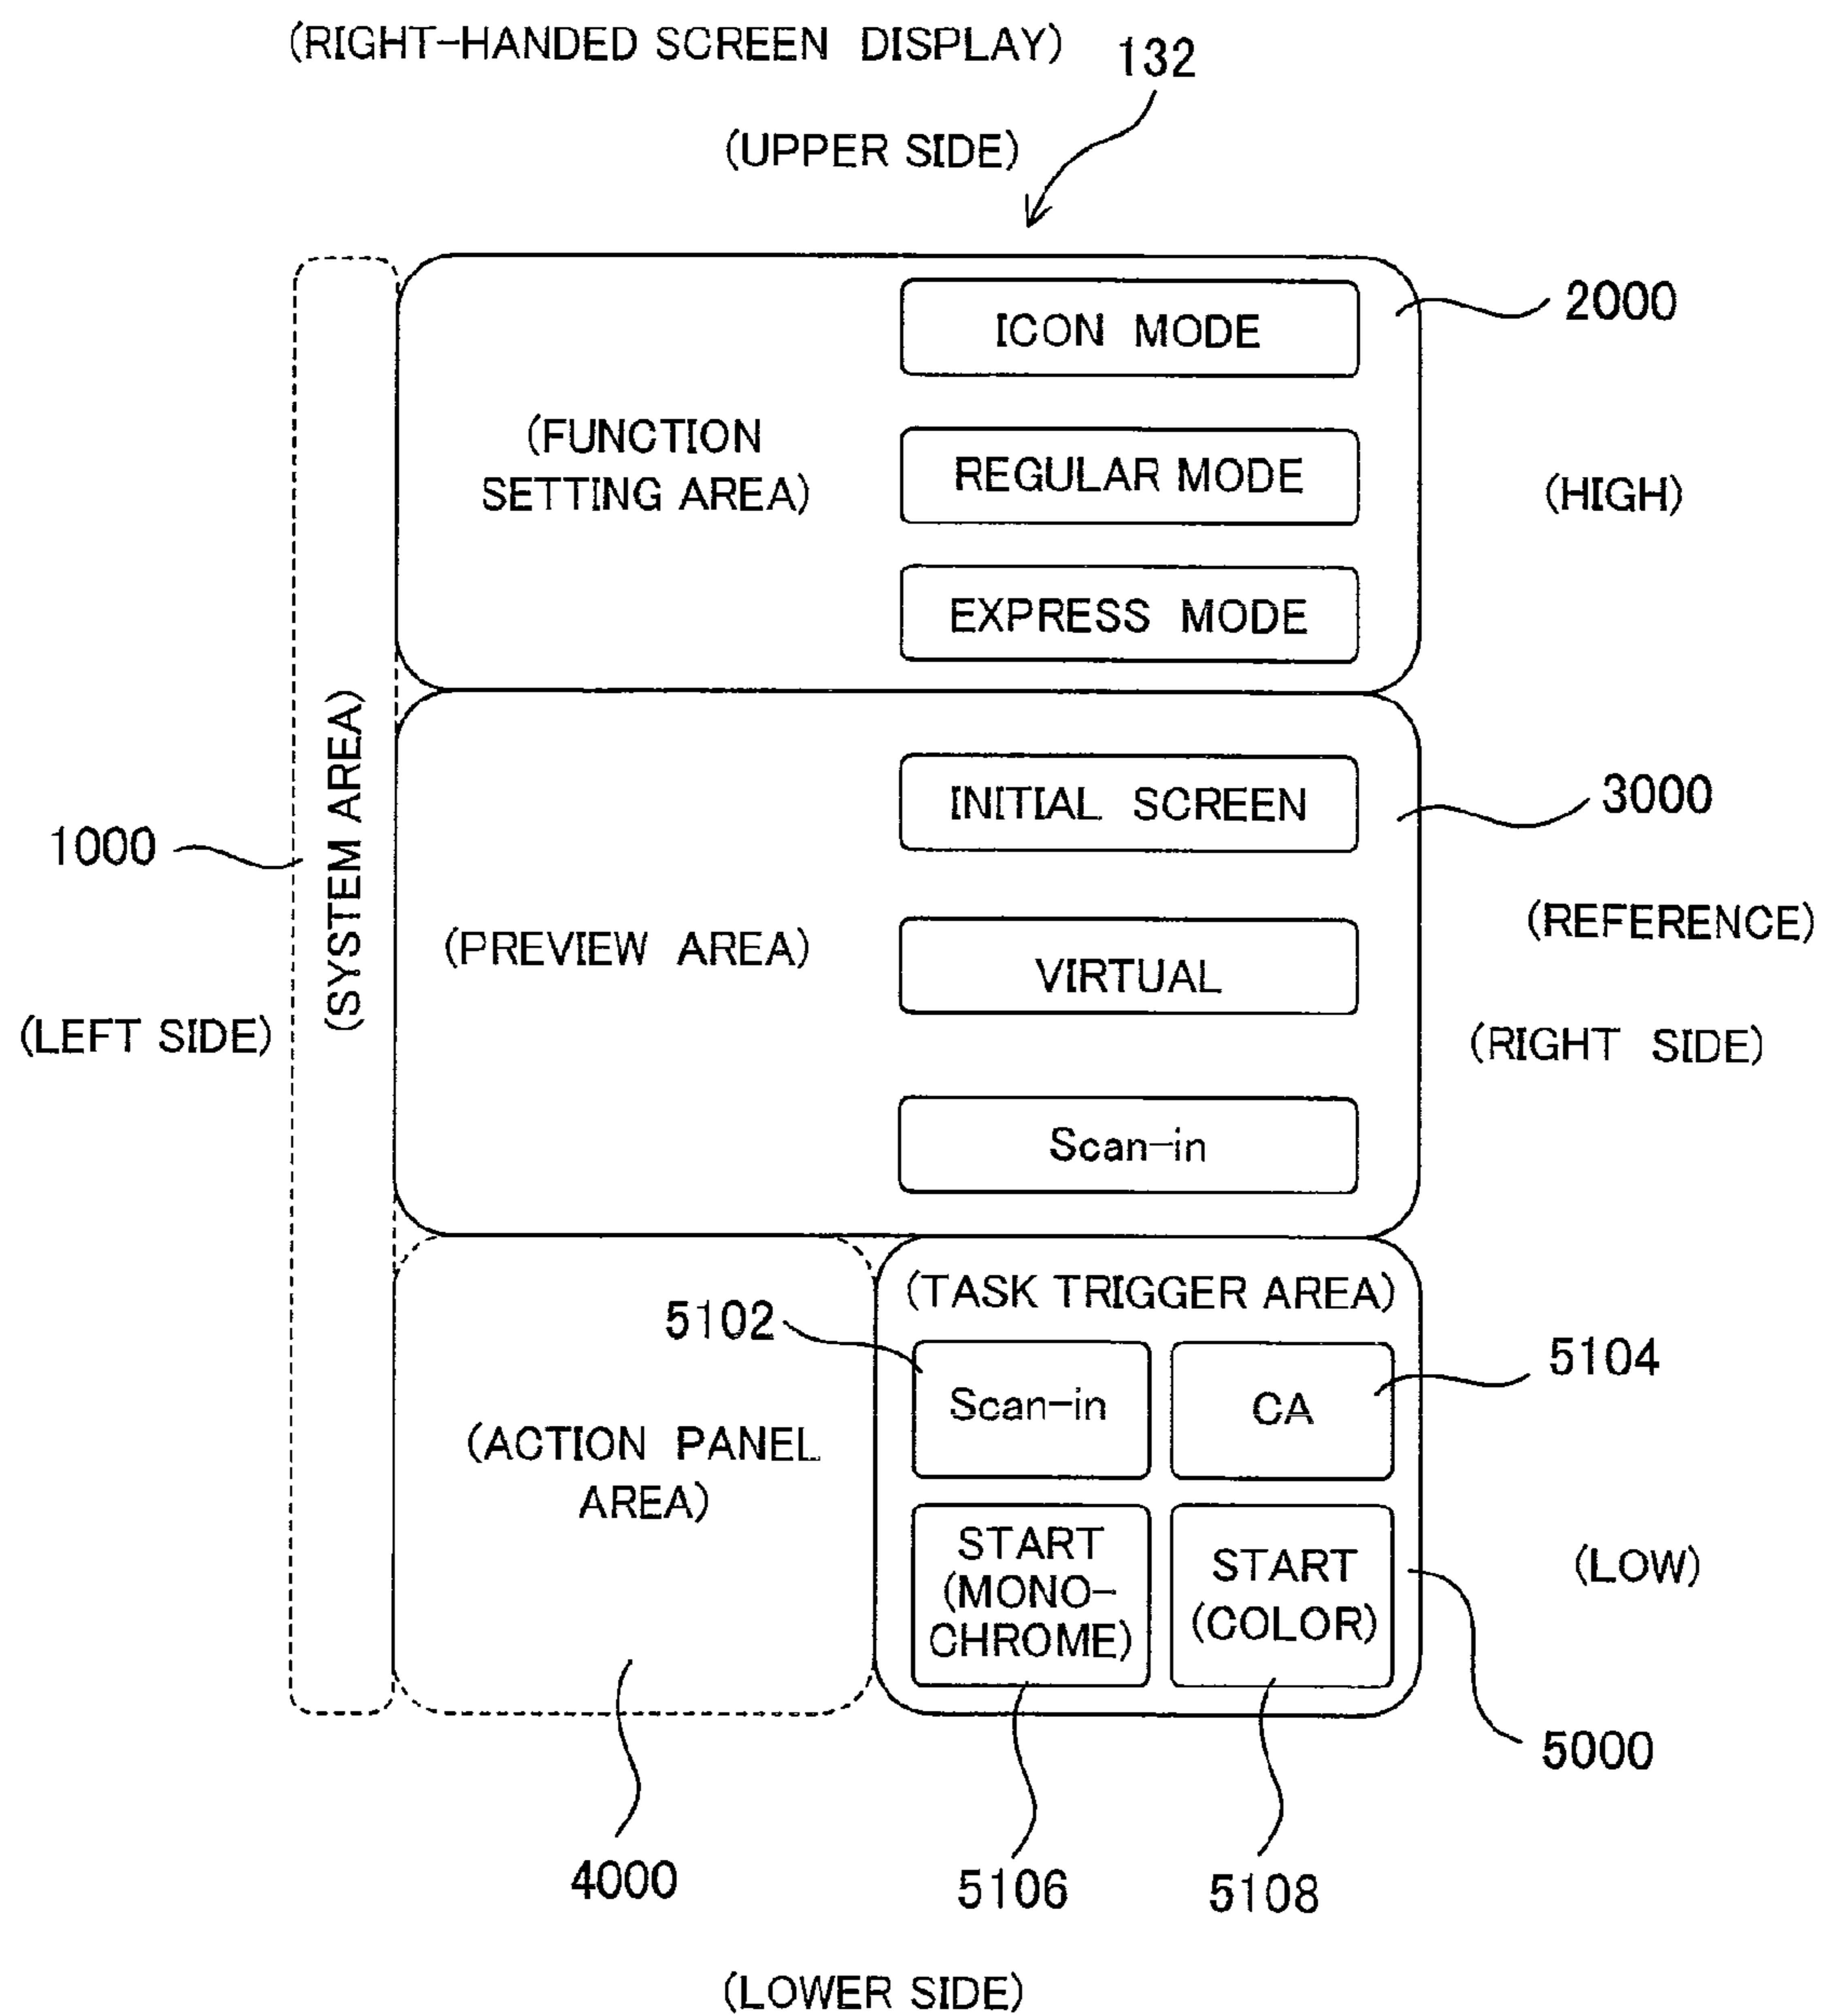 (RIGHT-HANDED SCREEN DISPLAY)
132
(UPPER SIDE)
ICON MODE
2000
(FUNCTION
SETTING AREA)
REGULAR MODE
(HIGH)
EXPRESS MODE
(SYSTEM AREA)
1000
INITIAL SCREEN
3000
(PREVIEW AREA)
VIRTUAL
(REFERENCE)
(LEFT SIDE)
(RIGHT SIDE)
Scan-in
(TASK TRIGGER AREA)
5102
Scan-in
CA
5104
(ACTION PANEL
AREA)
START
(MONO-
CHROME)
START
(COLOR)
(LOW)
5000
4000
5106
5108
(LOWER SIDE)